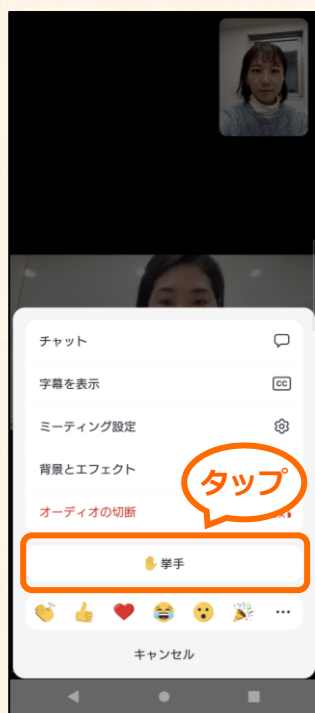 チャット
字幕を表示
CC
ミーティング設定
背景とエフェクト
タップ
オーディオの切断
挙手
キャンセル